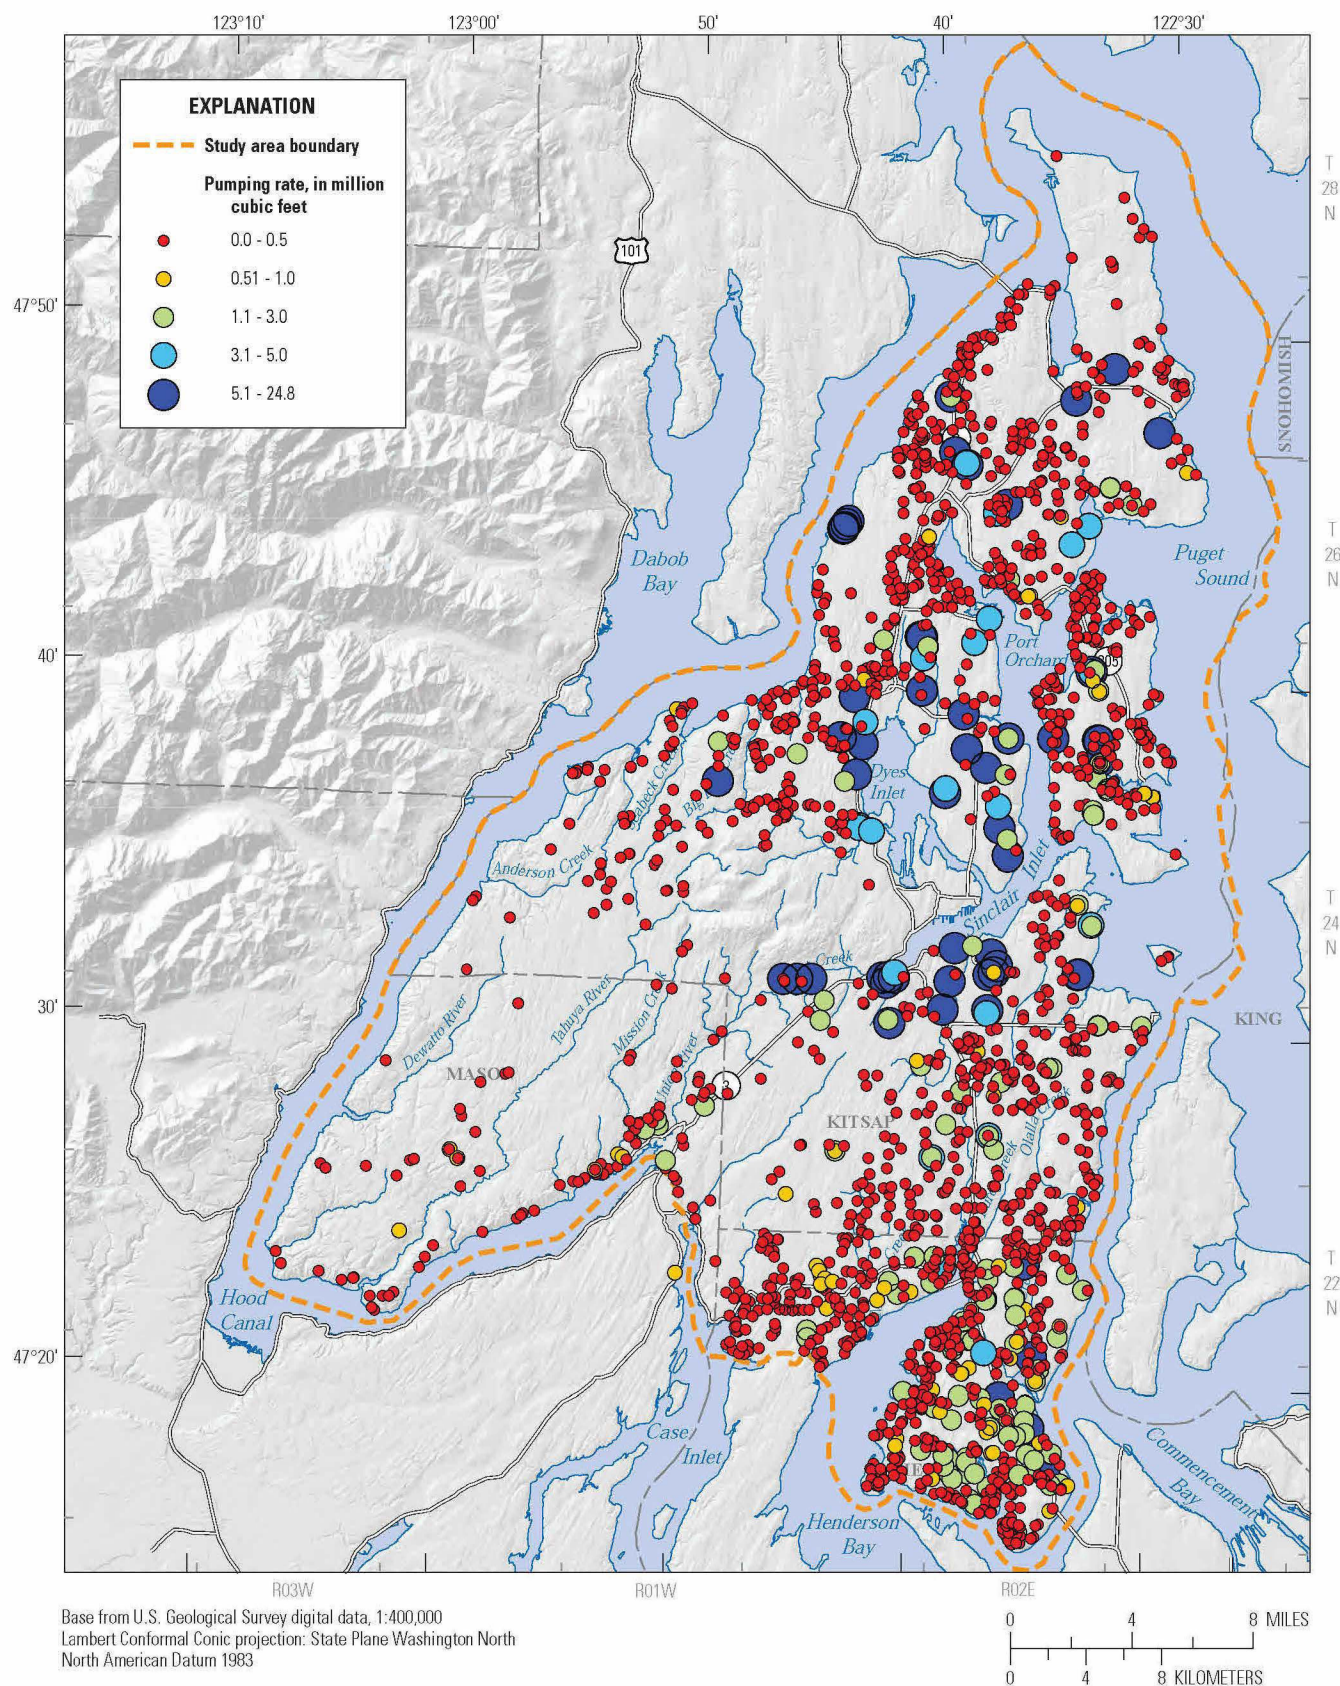 123°10'
123°00'
50'
40'
122°30'
EXPLANATION
Study area boundary
Pumping rate, in million
cubic feet
0.0 - 0.5
0.51 - 1.0
1.1 - 3.0
3.1 - 5.0
5.1 - 24.8
T
28
N
101
47°50'
SNOHOMISH
T
26
N
Dabob
Bay
Puget
Sound
40'
Port
Orchard
Dyes
Inlet
Anderson Creek
Sinclair Inlet
T
24
N
Creek
30'
Dewatto River
Tahuya River
Mission Creek
KING
3
KITSAP
Olalla Creek
Hood
Canal
T
22
N
47°20'
Case
Inlet
Commencement
Bay
Henderson
Bay
R03W
R01W
R02E
Base from U.S. Geological Survey digital data, 1:400,000
Lambert Conformal Conic projection: State Plane Washington North
North American Datum 1983
0 4 8 MILES
0 4 8 KILOMETERS